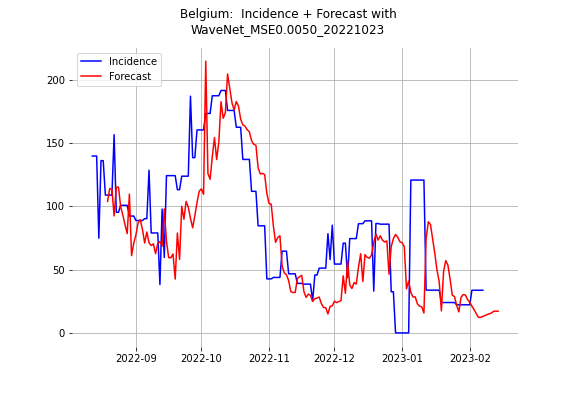 Belgium:  Incidence + Forecast with
WaveNet_MSE0.0050_20221023
Incidence
Forecast
200
150
100
50
0
2022-09 2022-10 2022-11 2022-12 2023-01 2023-02